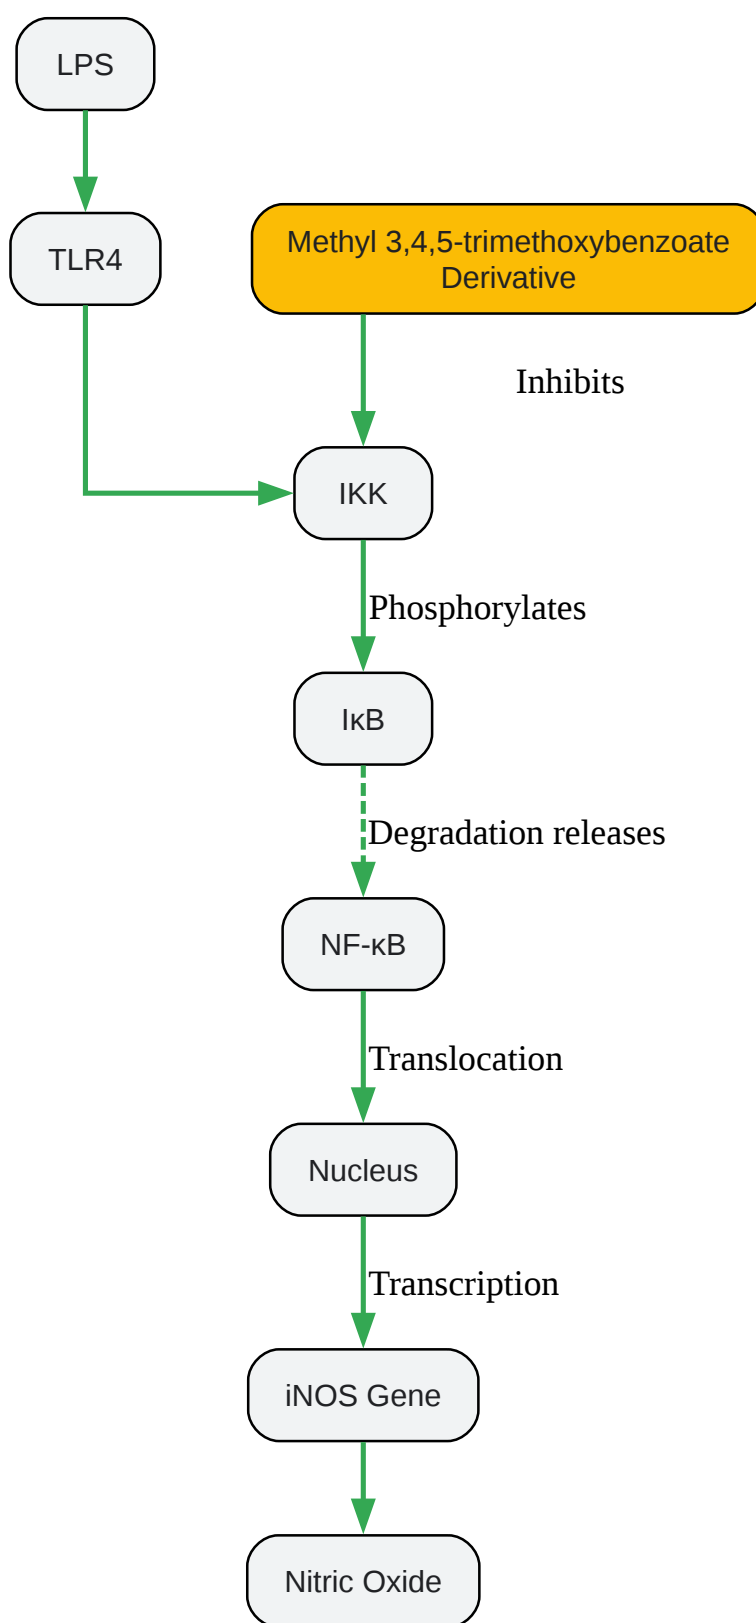 LPS
TLR4
Methyl 3,4,5-trimethoxybenzoate
Derivative
Inhibits
IKK
Phosphorylates
IκB
Degradation releases
NF-κB
Translocation
Nucleus
Transcription
iNOS Gene
Nitric Oxide